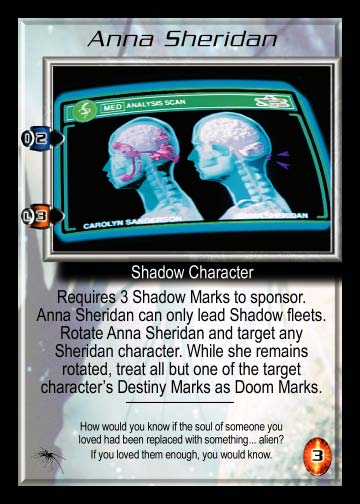 Anna Sheridan
MED ANALYSIS SCAN
CAROLYN SANDERSON
SHERIDAN
D 2
L 3
Shadow Character
Requires 3 Shadow Marks to sponsor.
Anna Sheridan can only lead Shadow fleets.
Rotate Anna Sheridan and target any
Sheridan character. While she remains
rotated, treat all but one of the target
character's Destiny Marks as Doom Marks.
How would you know if the soul of someone you
loved had been replaced with something... alien?
If you loved them enough, you would know.
3